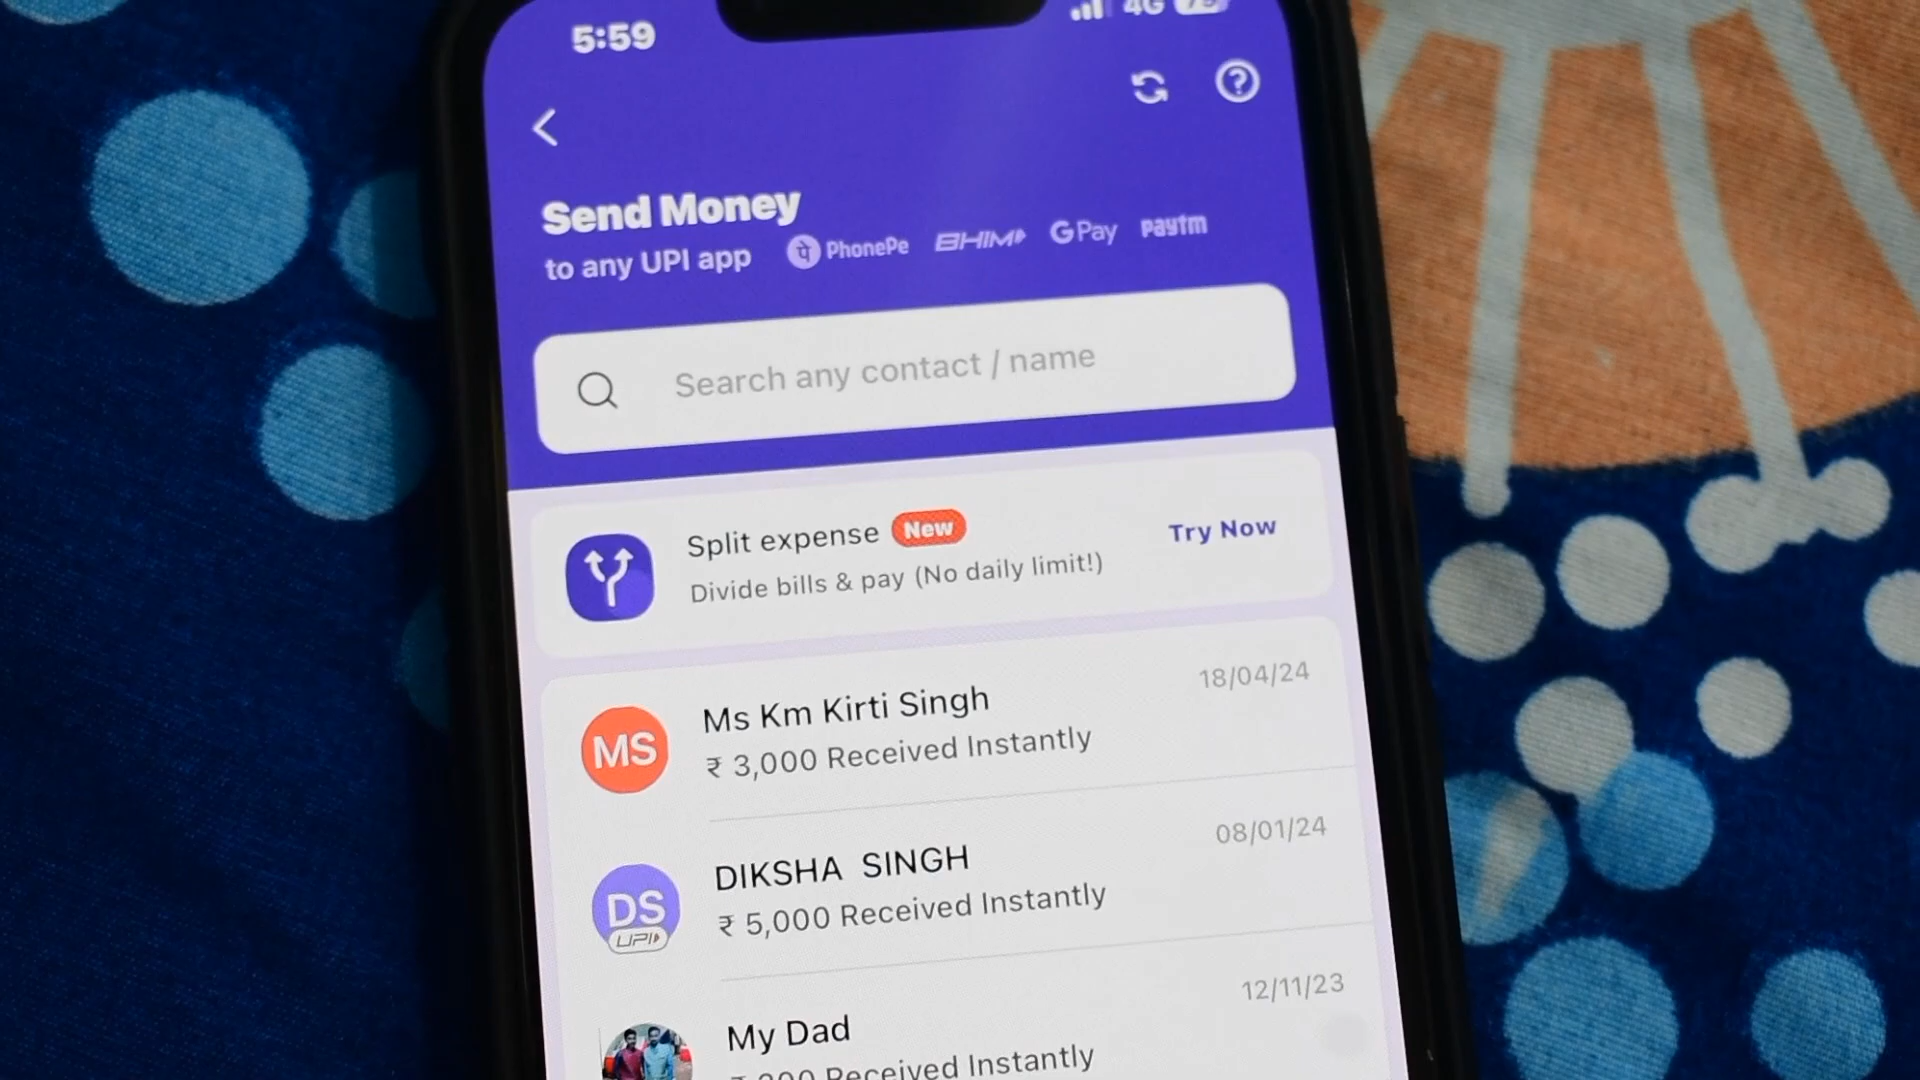 5:59
4G
Send Money
to any UPI app पे PhonePe BHIM GPay paytm
Search any contact / name
Split expense New
Divide bills & pay (No daily limit!)
Try Now
MS
Ms Km Kirti Singh
18/04/24
₹ 3,000 Received Instantly
DS
UPI
DIKSHA SINGH
08/01/24
₹ 5,000 Received Instantly
My Dad
12/11/23
Received Instantly